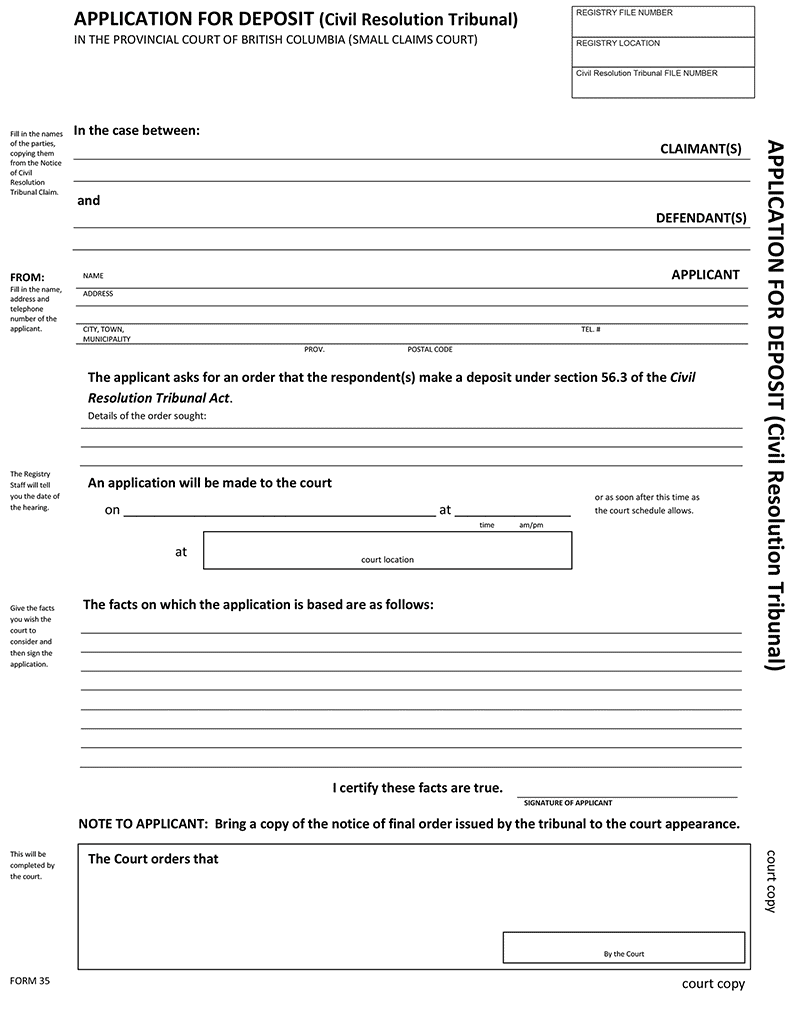 APPLICATION FOR DEPOSIT (Civil Resolution Tribunal)
IN THE PROVINCIAL COURT OF BRITISH COLUMBIA (SMALL CLAIMS COURT)
REGISTRY FILE NUMBER
REGISTRY LOCATION
Civil Resolution Tribunal FILE NUMBER
Fill in the names
of the parties,
copying them
from the Notice
of Civil
Resolution
Tribunal Claim.
In the case between:
CLAIMANT(S)
and
DEFENDANT(S)
FROM:
Fill in the name,
address and
telephone
number of the
applicant.
NAME
APPLICANT
ADDRESS
CITY, TOWN,
MUNICIPALITY
TEL. #
PROV.
POSTAL CODE
The applicant asks for an order that the respondent(s) make a deposit under section 56.3 of the Civil
Resolution Tribunal Act.
Details of the order sought:
The Registry
Staff will tell
you the date of
the hearing.
An application will be made to the court
on
at
time
am/pm
or as soon after this time as
the court schedule allows.
at
court location
Give the facts
you wish the
court to
consider and
then sign the
application.
The facts on which the application is based are as follows:
I certify these facts are true.
SIGNATURE OF APPLICANT
NOTE TO APPLICANT: Bring a copy of the notice of final order issued by the tribunal to the court appearance.
This will be
completed by
the court.
The Court orders that
By the Court
FORM 35
court copy
APPLICATION FOR DEPOSIT (Civil Resolution Tribunal)
court copy